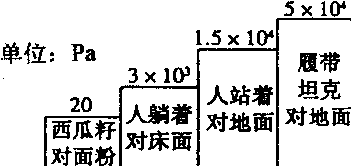 单位：Pa
20
西瓜籽
对面粉
3×10³
人躺着
对床面
1.5×10⁴
人站着
对地面
5×10⁴
履带
坦克
对地面